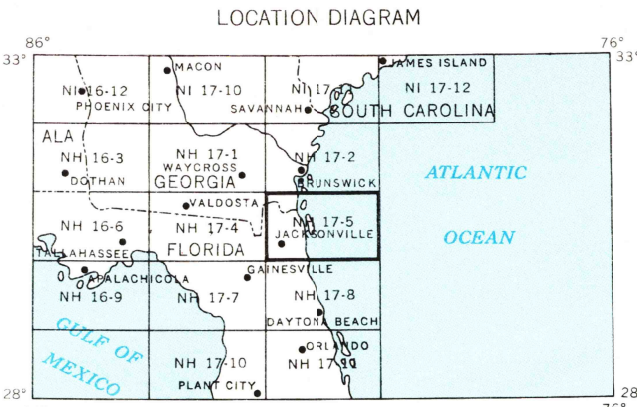 LOCATION DIAGRAM
86°
76°
33°
33°
MACON
JAMES ISLAND
NI 16-12
NI 17-10
NI 17-12
PHOENIX CITY
SAVANNAH
SOUTH CAROLINA
ALA
NH 16-3
NH 17-1
NH 17-2
WAYCROSS
DOTHAN
GEORGIA
BRUNSWICK
ATLANTIC
OCEAN
VALDOSTA
NH 16-6
NH 17-4
NH 17-5
JACKSONVILLE
TALLAHASSEE
FLORIDA
APALACHICOLA
GAINESVILLE
NH 16-9
NH 17-7
NH 17-8
DAYTONA BEACH
GULF OF
MEXICO
ORLANDO
NH 17-10
PLANT CITY
28°
28°
76°